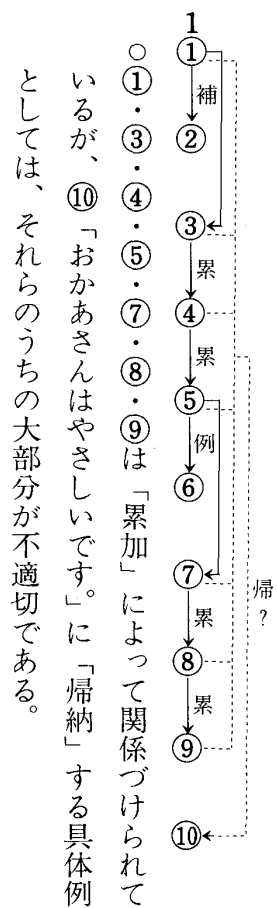 1
① 補 ② ③ 累 ④ 累 ⑤ 例 ⑥ ⑦ 累 ⑧ 累 ⑨ ⑩
帰?
○①・③・④・⑤・⑦・⑧・⑨は「累加」によって関係づけられて
いるが、⑩「おかあさんはやさしいです。」に「帰納」する具体例
としては、それらのうちの大部分が不適切である。